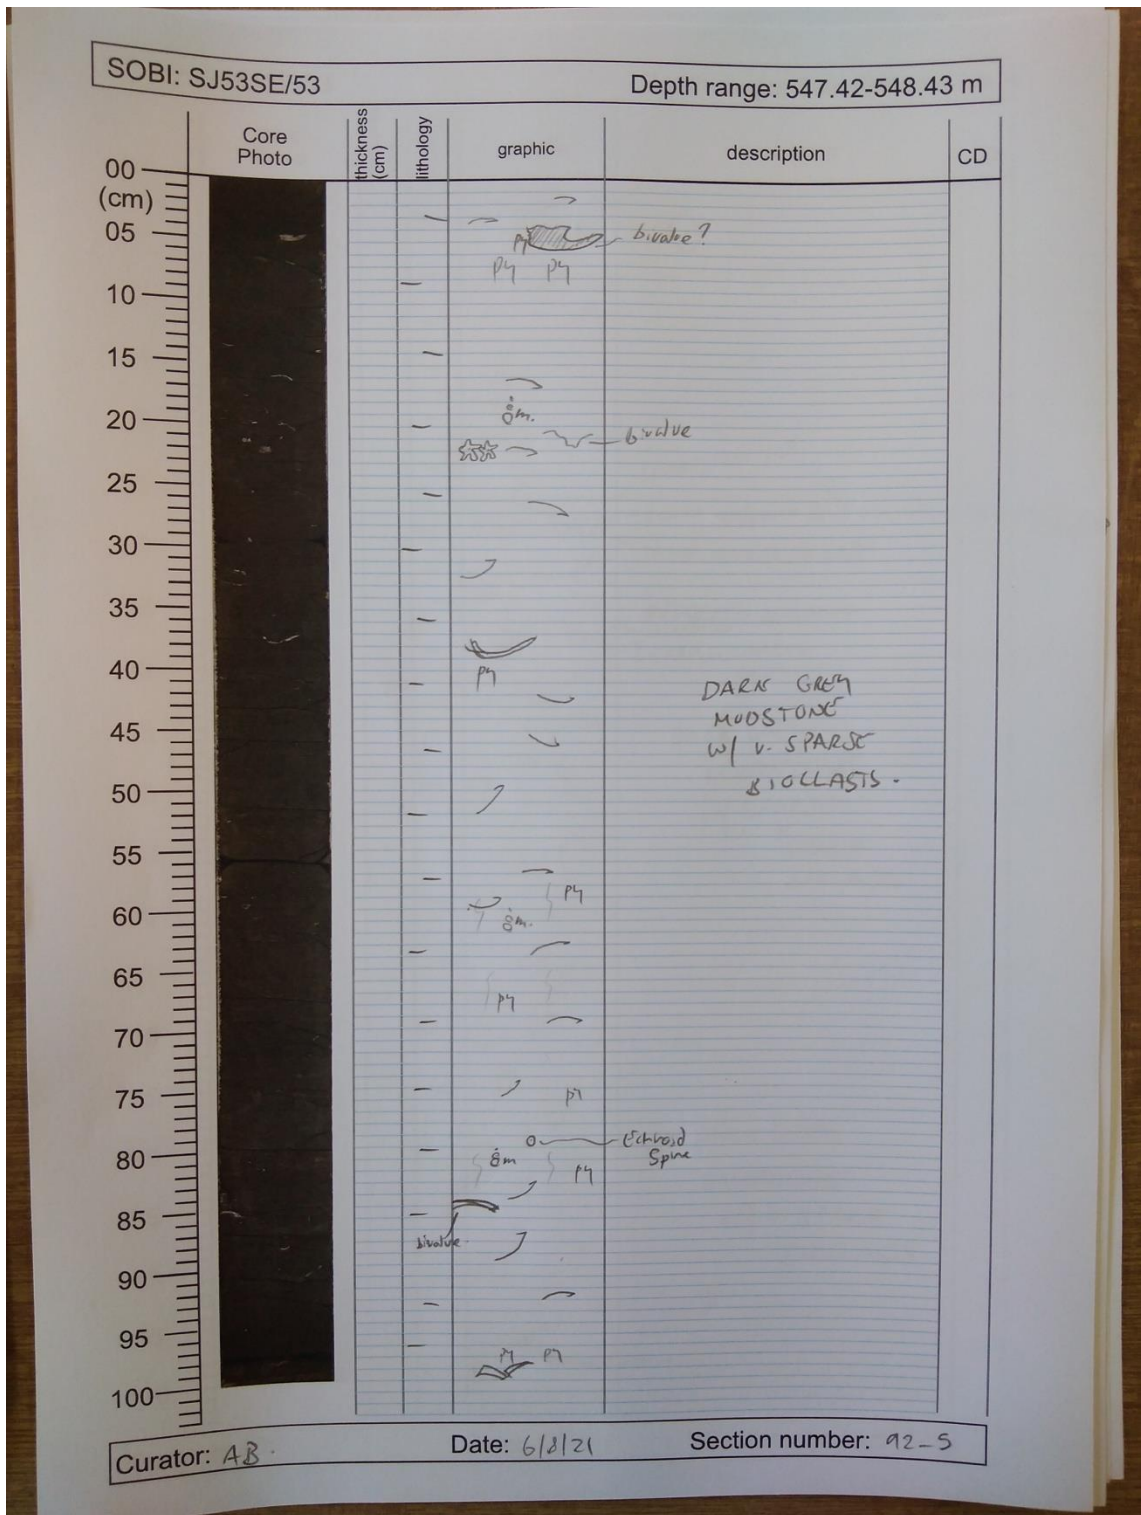 SOBI: SJ53SE/53
Depth range: 547.42-548.43 m
Core
Photo
thickness
(cm)
lithology
graphic
description
CD
00
(cm)
05
10
15
20
25
30
35
40
45
50
55
60
65
70
75
80
85
90
95
100
py
bivalve?
py py
m.
bivalve
py
DARK GREY
MUDSTONE
W/ V. SPARSE
BIOCLASTS.
py
m.
py
py
Echnoid
Spine
m
py
bivalve
py py
Curator: AB.
Date: 6/8/21
Section number: 92_5